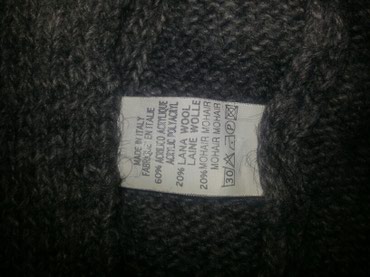 MADE IN ITALY
FABRIQUE EN ITALIE
60% ACRILICO ACRYLIQUE
ACRYLIC POLYACRYL
20% LANA WOOL
LAINE WOLLE
20% MOHAIR MOHAIR
MOHAIR MOHAIR
30 P